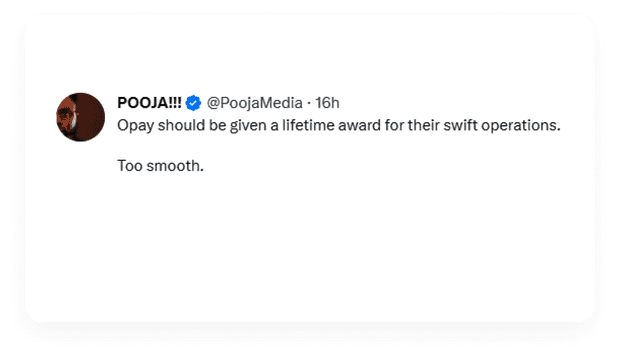 POOJA!!! @PoojaMedia · 16h
Opay should be given a lifetime award for their swift operations.
Too smooth.